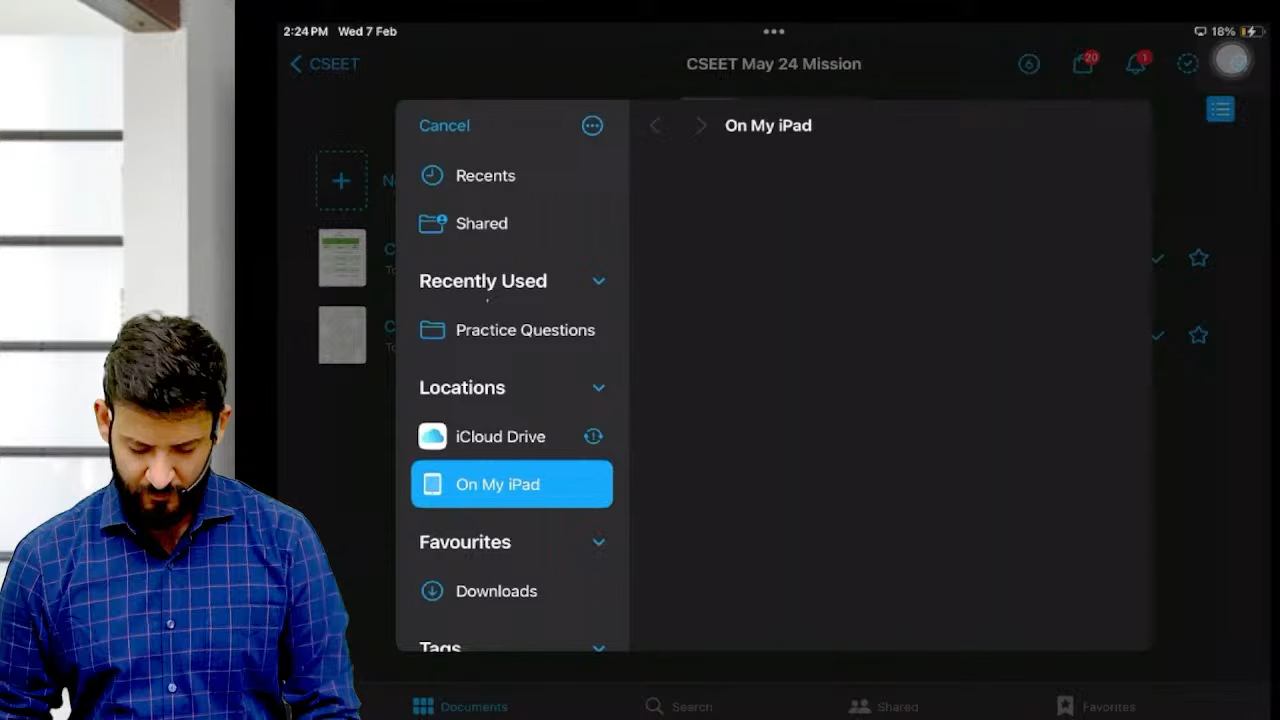 2:24 PM Wed 7 Feb
18%
CSEET
CSEET May 24 Mission
6
20
1
Cancel
On My iPad
Recents
Shared
Recently Used
Practice Questions
Locations
iCloud Drive
On My iPad
Favourites
Downloads
Tags
Documents
Search
Shared
Favorites